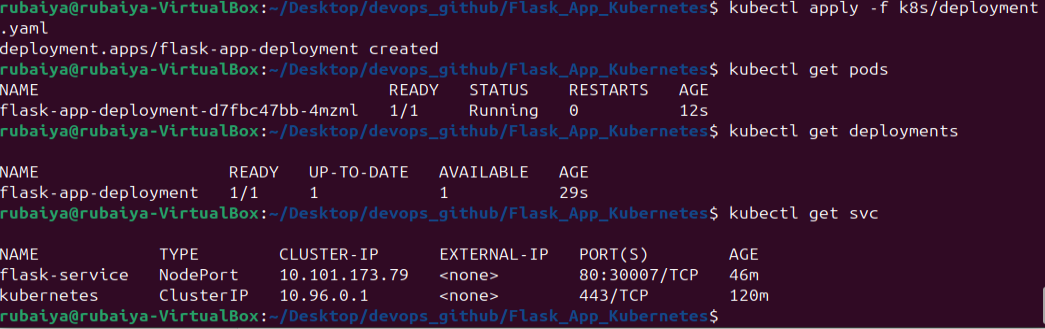 rubaiya@rubaiya-VirtualBox:~/Desktop/devops_github/Flask_App_Kubernetes$ kubectl apply -f k8s/deployment
.yaml
deployment.apps/flask-app-deployment created
rubaiya@rubaiya-VirtualBox:~/Desktop/devops_github/Flask_App_Kubernetes$ kubectl get pods
NAME READY STATUS RESTARTS AGE
flask-app-deployment-d7fbc47bb-4mzml 1/1 Running 0 12s
rubaiya@rubaiya-VirtualBox:~/Desktop/devops_github/Flask_App_Kubernetes$ kubectl get deployments
NAME READY UP-TO-DATE AVAILABLE AGE
flask-app-deployment 1/1 1 1 29s
rubaiya@rubaiya-VirtualBox:~/Desktop/devops_github/Flask_App_Kubernetes$ kubectl get svc
NAME TYPE CLUSTER-IP EXTERNAL-IP PORT(S) AGE
flask-service NodePort 10.101.173.79 <none> 80:30007/TCP 46m
kubernetes ClusterIP 10.96.0.1 <none> 443/TCP 120m
rubaiya@rubaiya-VirtualBox:~/Desktop/devops_github/Flask_App_Kubernetes$